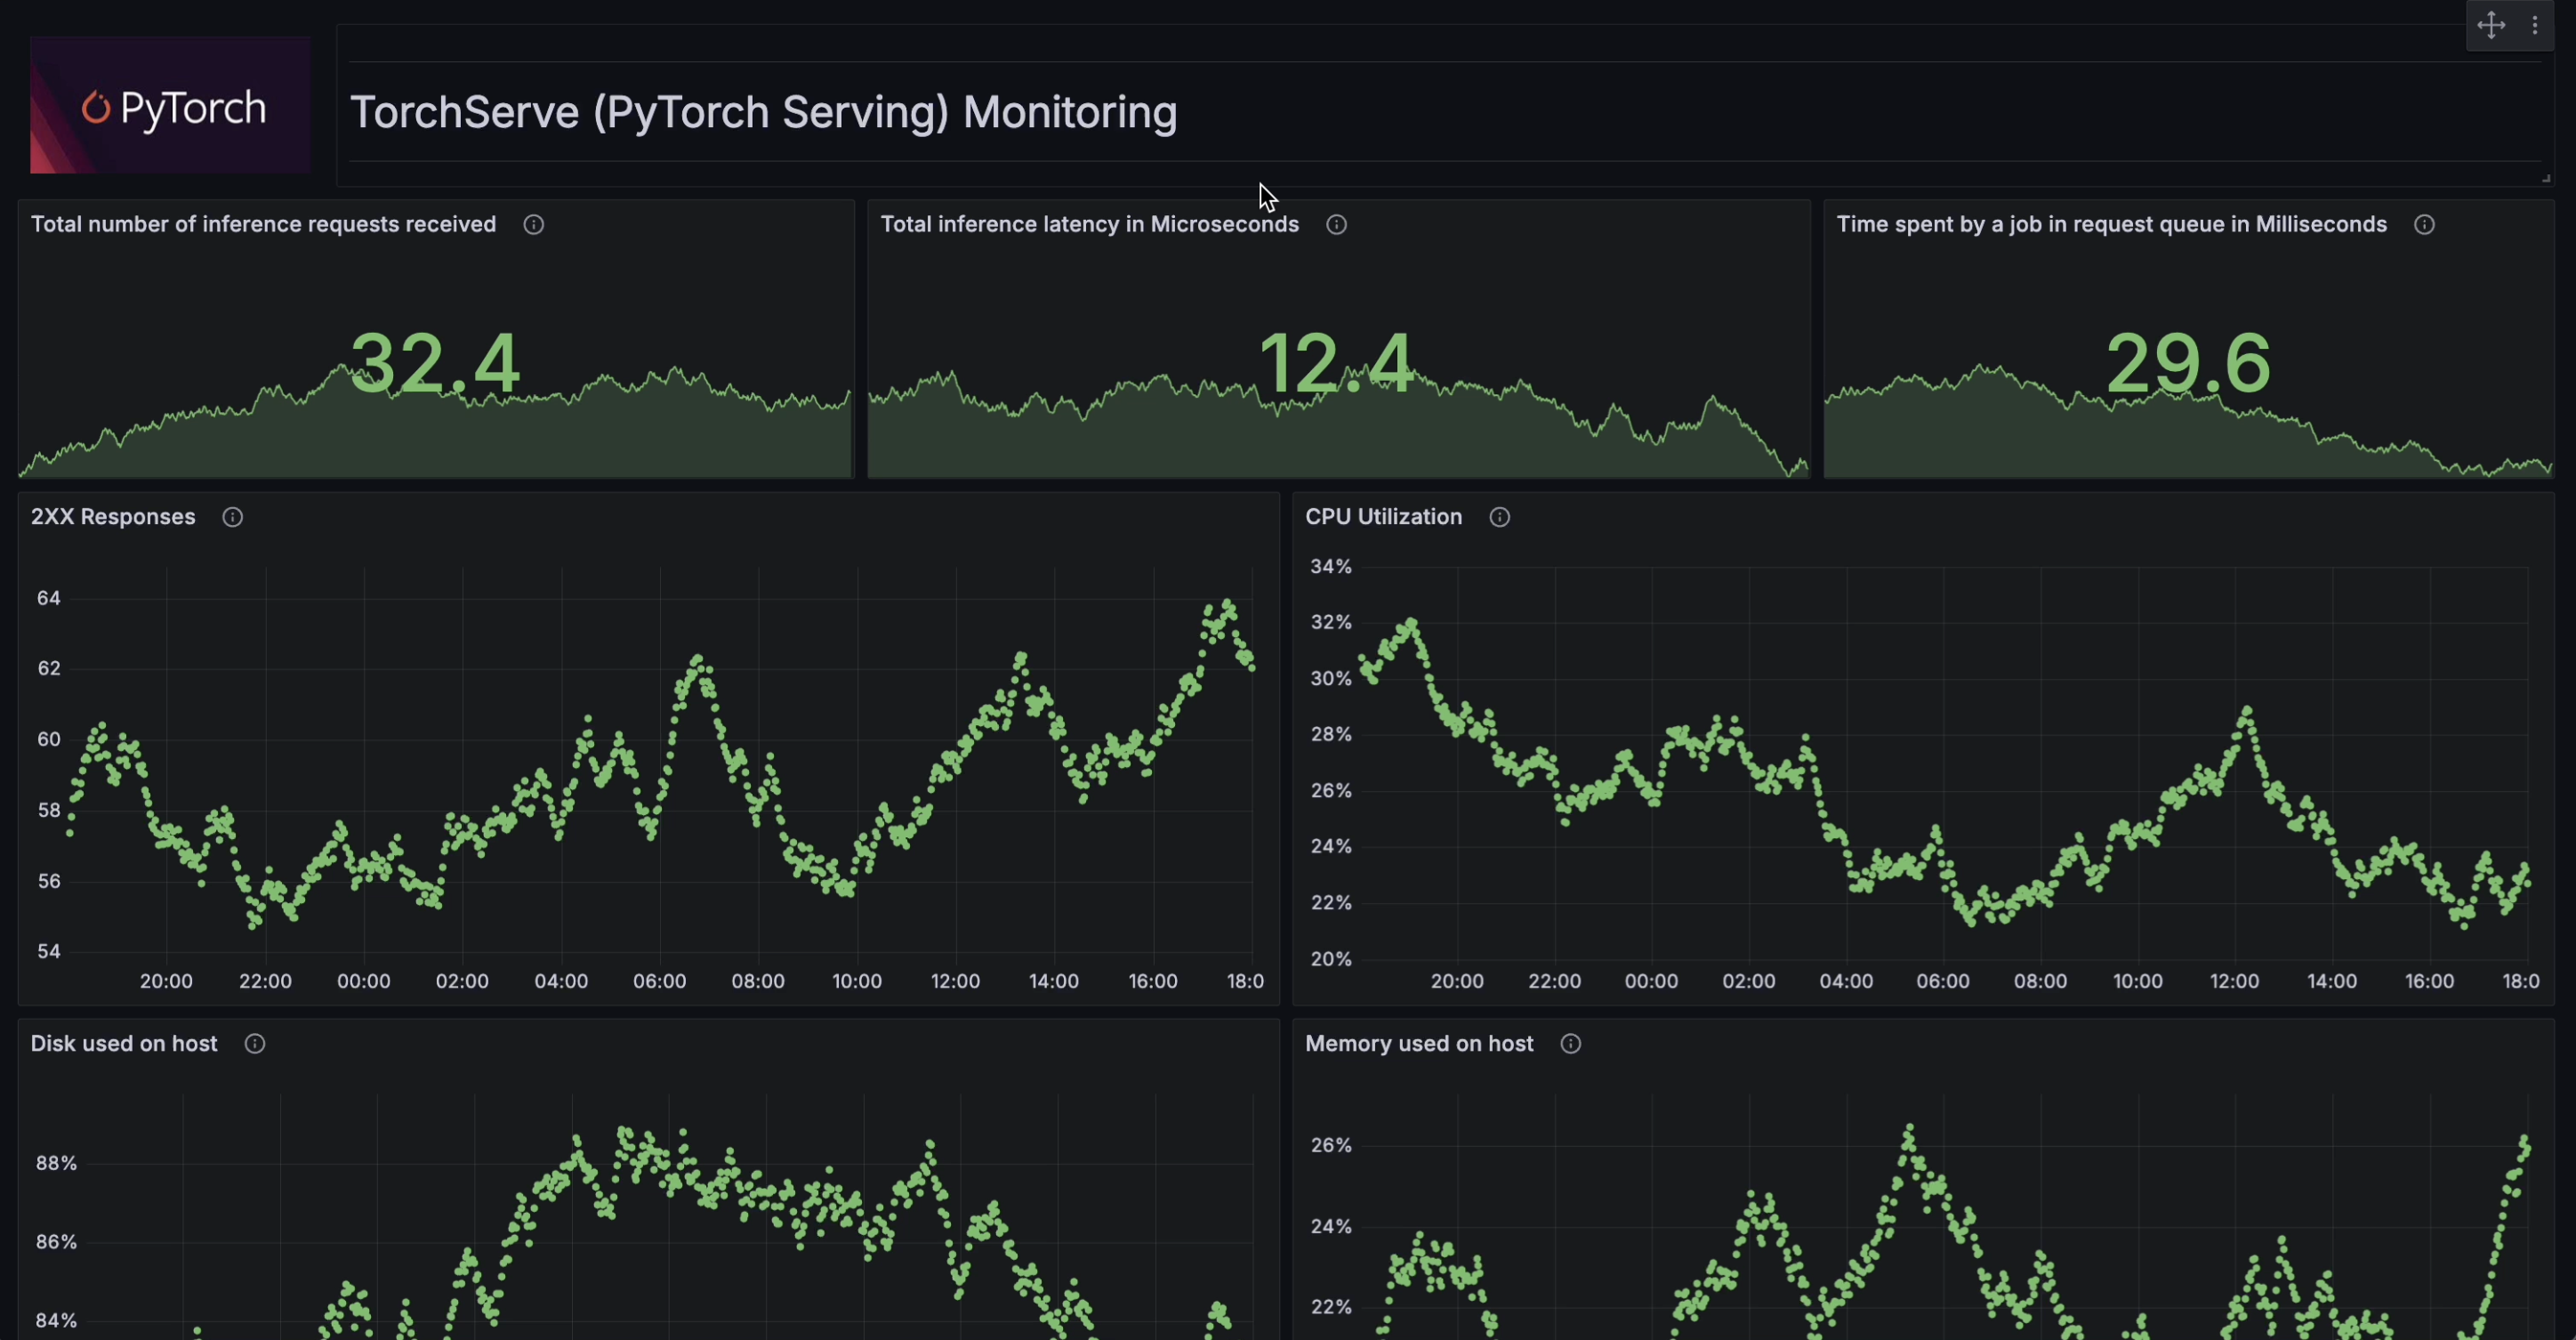 PyTorch
TorchServe (PyTorch Serving) Monitoring
Total number of inference requests received
32.4
Total inference latency in Microseconds
12.4
Time spent by a job in request queue in Milliseconds
29.6
2XX Responses
64
62
60
58
56
54
20:00 22:00 00:00 02:00 04:00 06:00 08:00 10:00 12:00 14:00 16:00 18:0
CPU Utilization
34%
32%
30%
28%
26%
24%
22%
20%
20:00 22:00 00:00 02:00 04:00 06:00 08:00 10:00 12:00 14:00 16:00 18:0
Disk used on host
88%
86%
84%
Memory used on host
26%
24%
22%